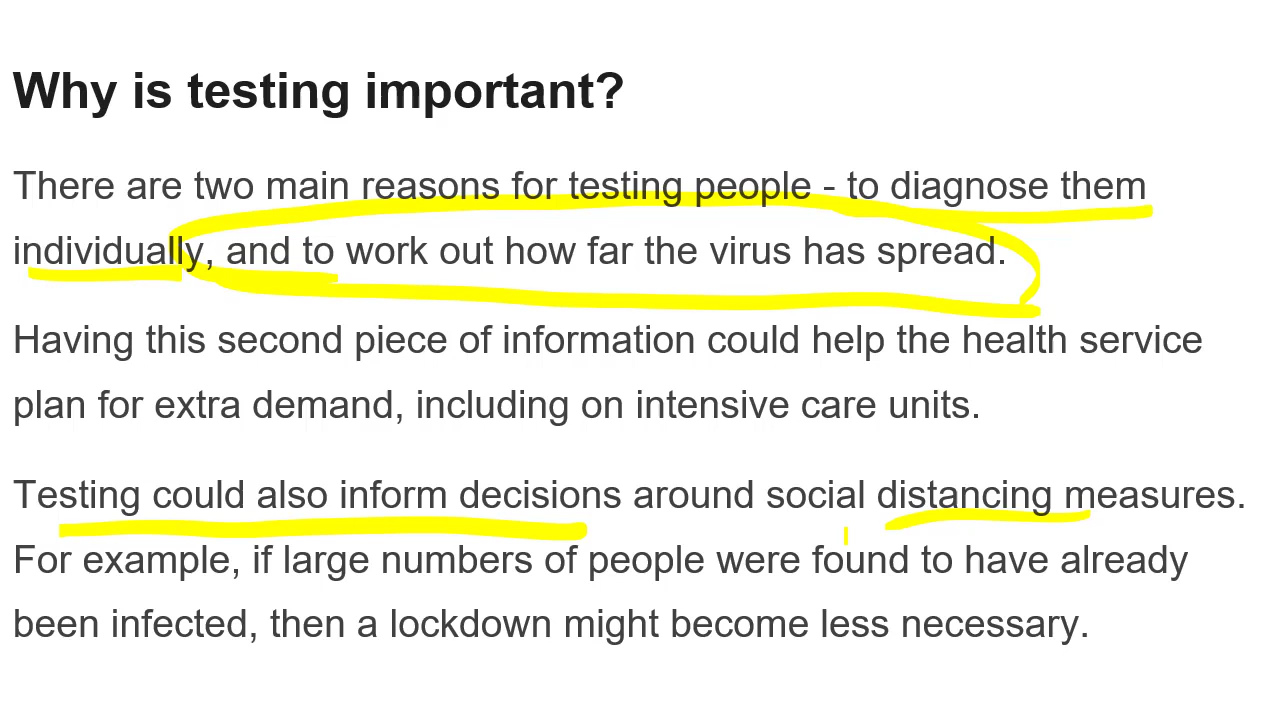 Why is testing important?
There are two main reasons for testing people - to diagnose them
individually, and to work out how far the virus has spread.
Having this second piece of information could help the health service
plan for extra demand, including on intensive care units.
Testing could also inform decisions around social distancing measures.
For example, if large numbers of people were found to have already
been infected, then a lockdown might become less necessary.